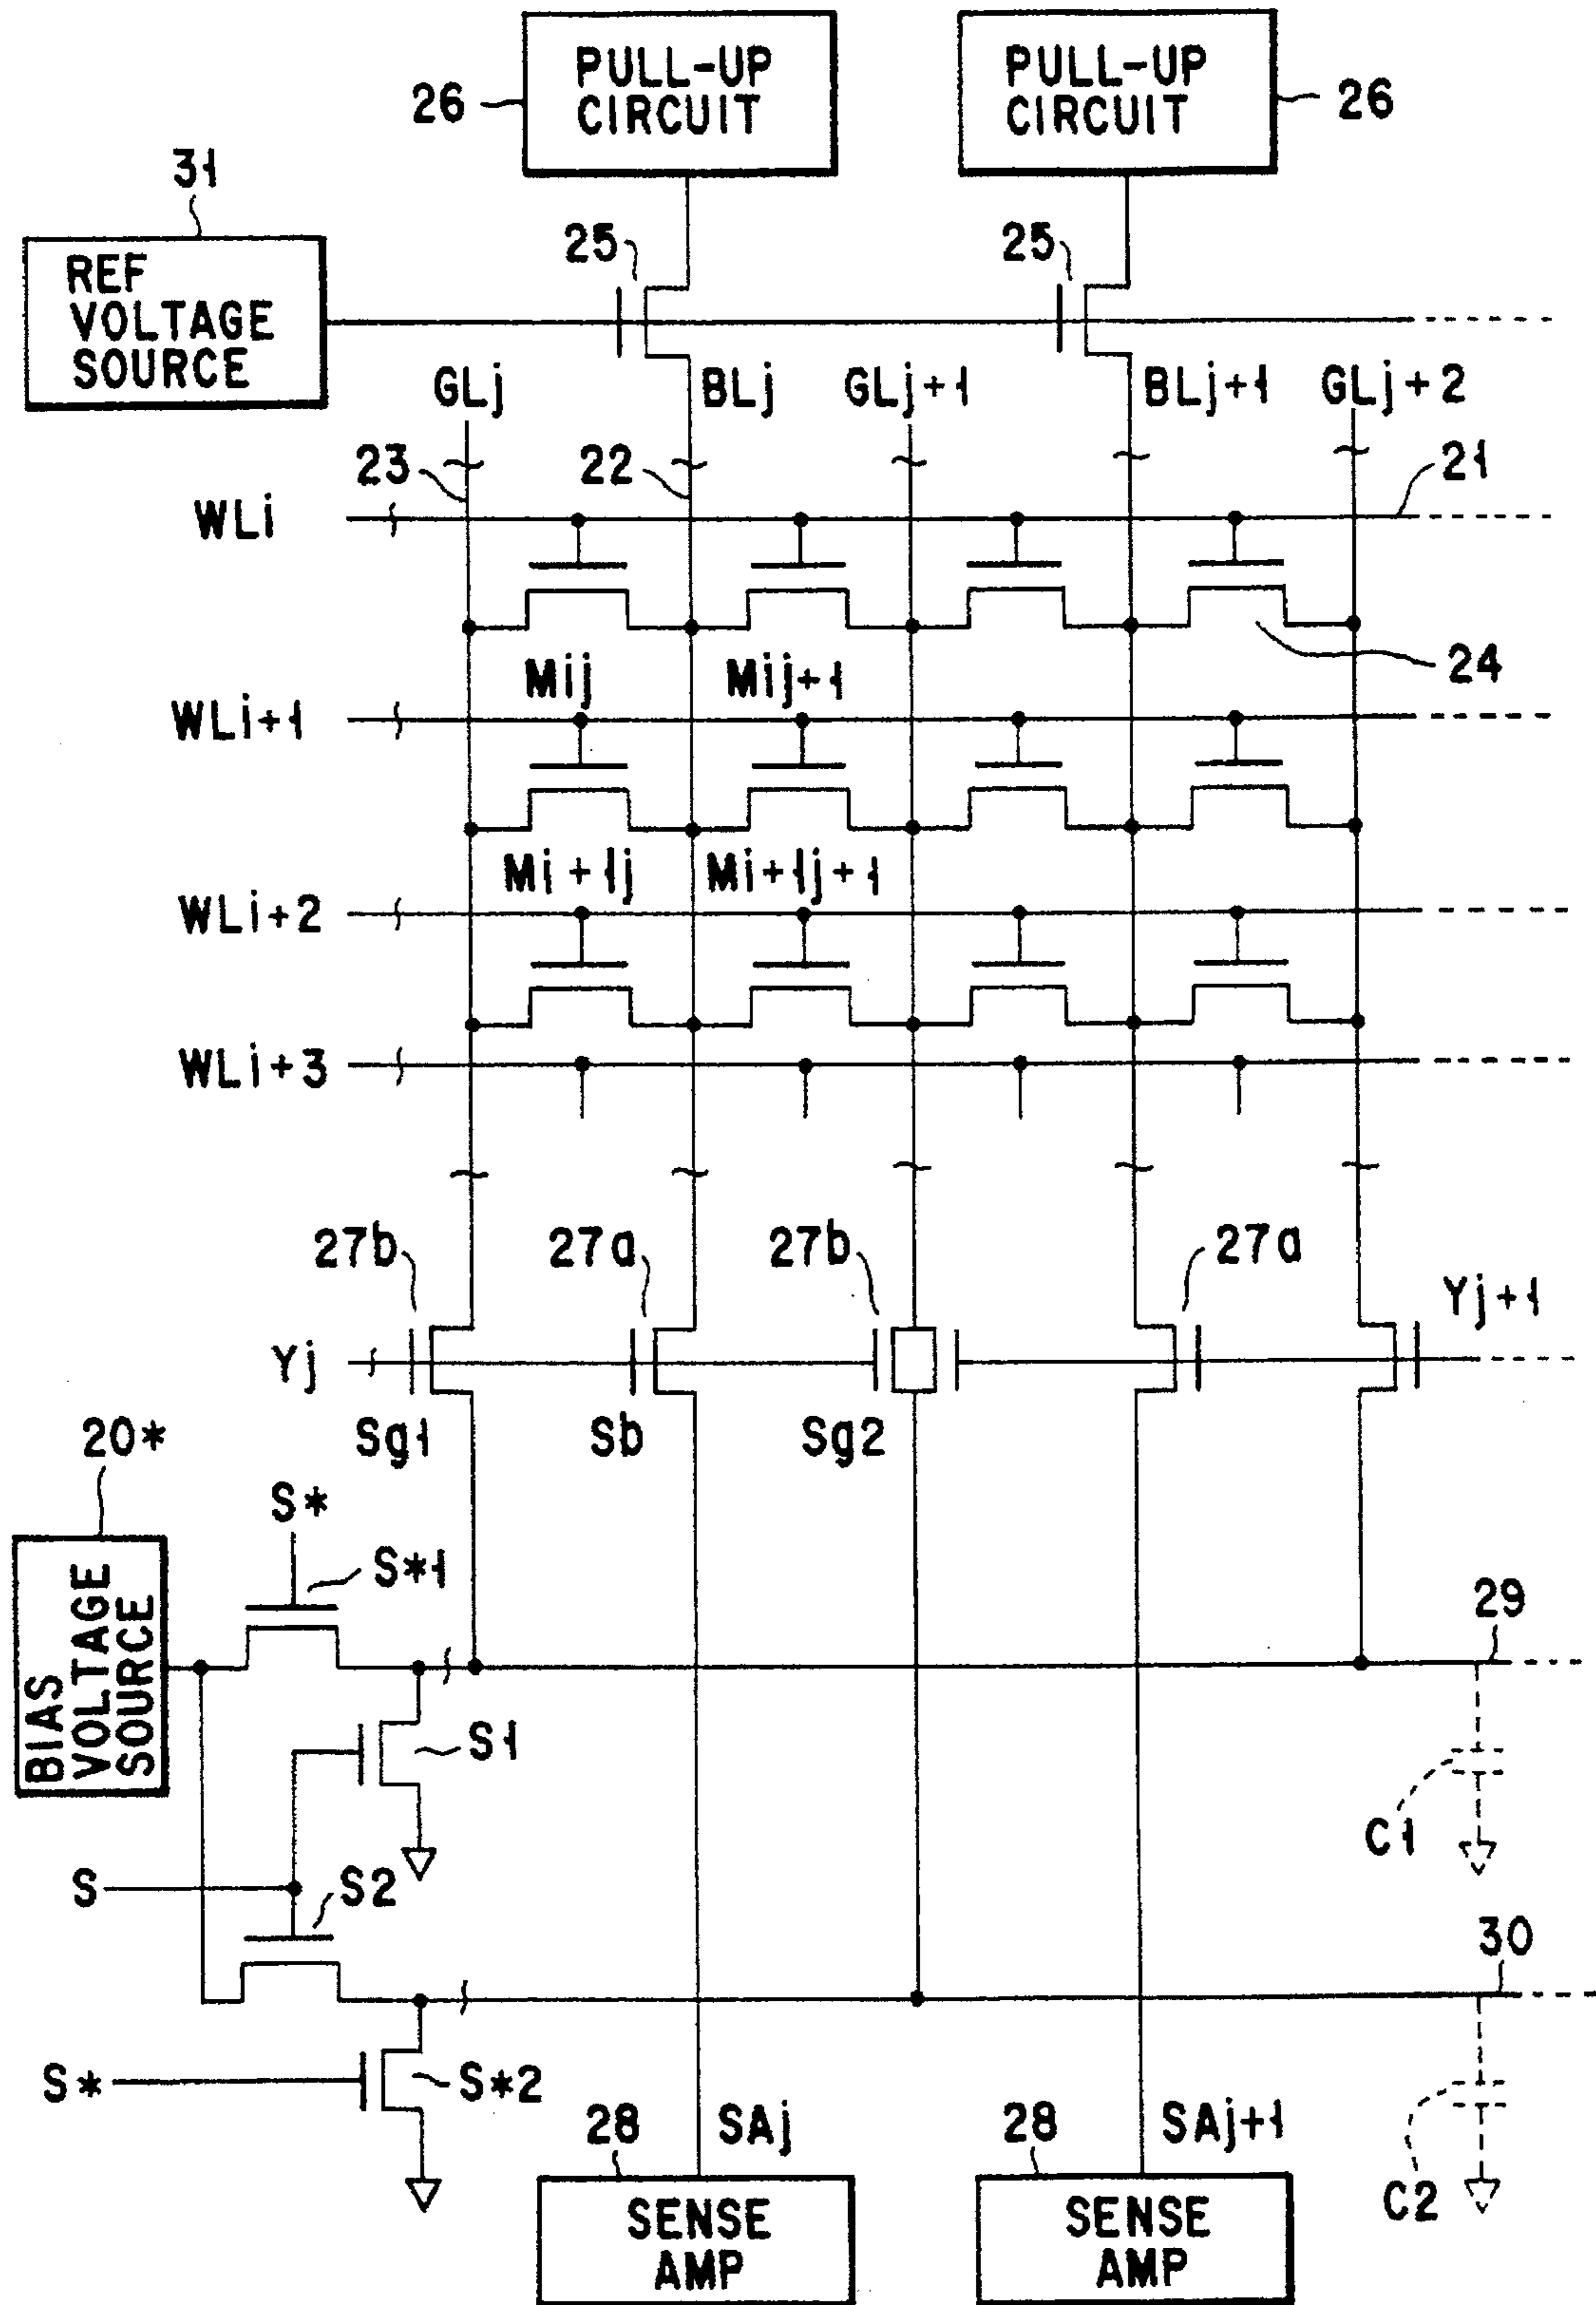 PULL-UP
CIRCUIT
PULL-UP
CIRCUIT
26
26
31
REF
VOLTAGE
SOURCE
25
25
GLj
BLj
GLj+1
BLj+1
GLj+2
23
22
21
WLi
24
Mij
Mij+1
WLi+1
Mi+1j
Mi+1j+1
WLi+2
WLi+3
27b
27a
27b
27a
Yj+1
Yj
Sg1
Sb
Sg2
20*
S*
S*1
BIAS
VOLTAGE
SOURCE
29
S1
C1
S
S2
30
S*
S*2
28
SAj
28
SAj+1
C2
SENSE
AMP
SENSE
AMP